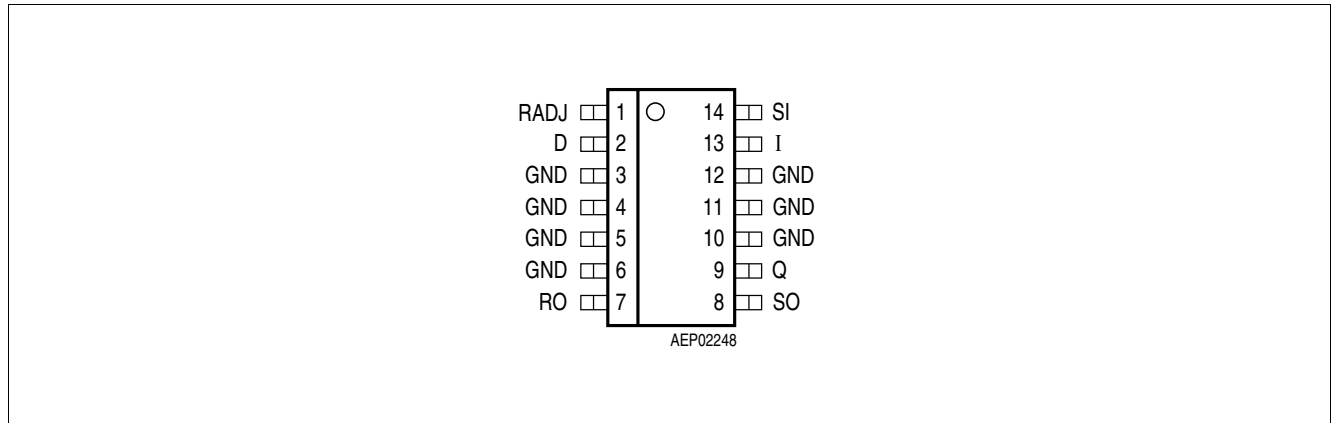 RADJ 1 14 SI
D 2 13 I
GND 3 12 GND
GND 4 11 GND
GND 5 10 GND
GND 6 9 Q
RO 7 8 SO
AEP02248